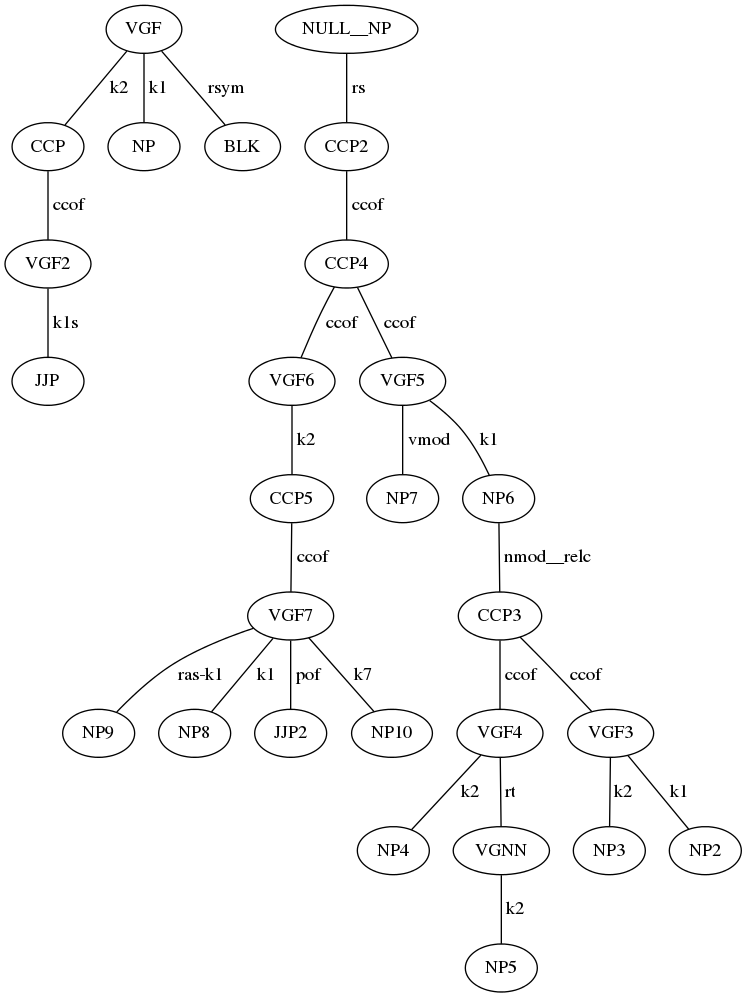 VGF NULL__NP
k2 k1 rsym rs
CCP NP BLK CCP2
ccof ccof
VGF2 CCP4
k1s ccof ccof
JJP VGF6 VGF5
k2 vmod k1
CCP5 NP7 NP6
ccof nmod__relc
VGF7 CCP3
ras-k1 k1 pof k7 ccof ccof
NP9 NP8 JJP2 NP10 VGF4 VGF3
k2 rt k2 k1
NP4 VGNN NP3 NP2
k2
NP5